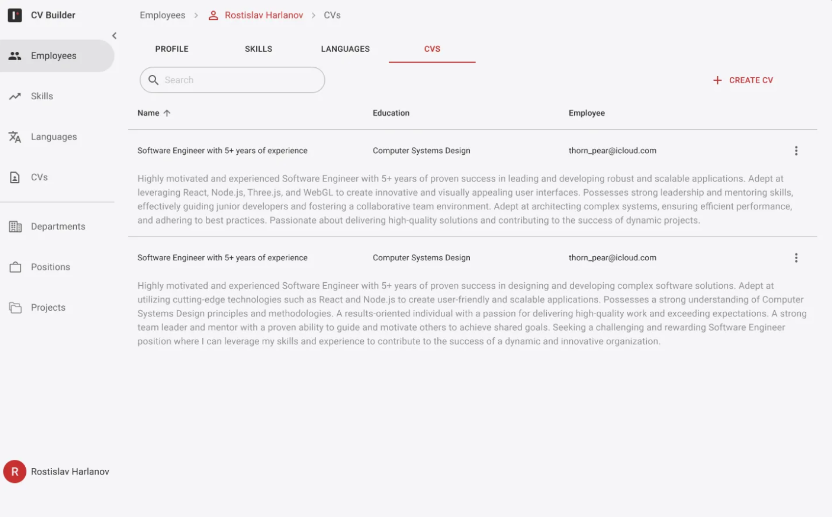 CV Builder
Employees > Rostislav Harlanov > CVs
Employees
Skills
Languages
CVs
Departments
Positions
Projects
R Rostislav Harlanov
PROFILE SKILLS LANGUAGES CVS
Search
+ CREATE CV
Name Education Employee
Software Engineer with 5+ years of experience Computer Systems Design thorn_pear@icloud.com
Highly motivated and experienced Software Engineer with 5+ years of proven success in leading and developing robust and scalable applications. Adept at
leveraging React, Node.js, Three.js, and WebGL to create innovative and visually appealing user interfaces. Possesses strong leadership and mentoring skills,
effectively guiding junior developers and fostering a collaborative team environment. Adept at architecting complex systems, ensuring efficient performance,
and adhering to best practices. Passionate about delivering high-quality solutions and contributing to the success of dynamic projects.
Software Engineer with 5+ years of experience Computer Systems Design thorn_pear@icloud.com
Highly motivated and experienced Software Engineer with 5+ years of proven success in designing and developing complex software solutions. Adept at
utilizing cutting-edge technologies such as React and Node.js to create user-friendly and scalable applications. Possesses a strong understanding of Computer
Systems Design principles and methodologies. A results-oriented individual with a passion for delivering high-quality work and exceeding expectations. A strong
team leader and mentor with a proven ability to guide and motivate others to achieve shared goals. Seeking a challenging and rewarding Software Engineer
position where I can leverage my skills and experience to contribute to the success of a dynamic and innovative organization.